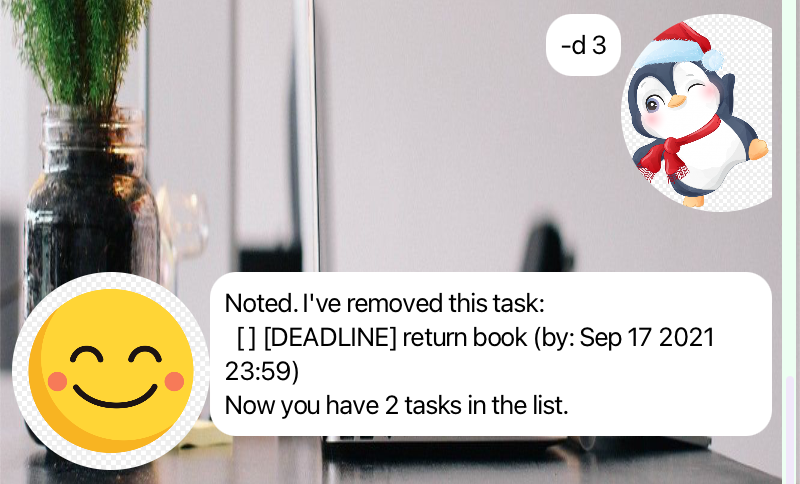 -d 3
Noted. I've removed this task:
[ ] [DEADLINE] return book (by: Sep 17 2021
23:59)
Now you have 2 tasks in the list.